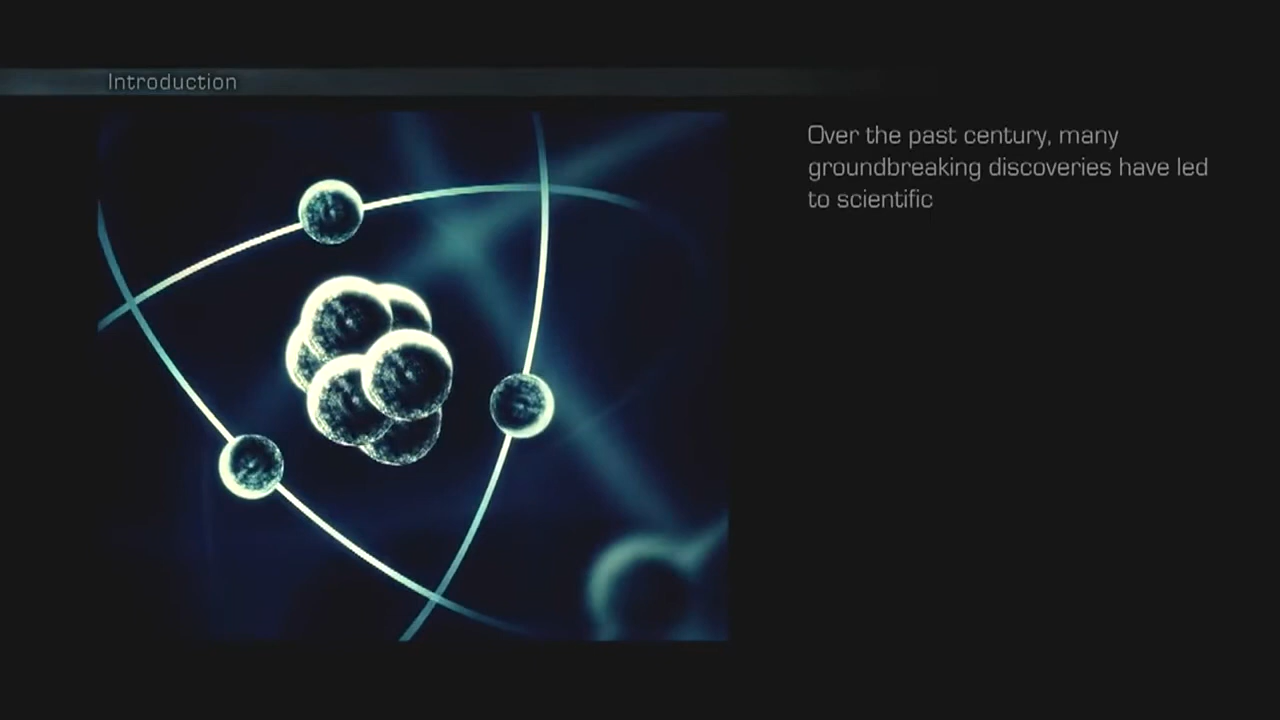 Introduction
Over the past century, many
groundbreaking discoveries have led
to scientific